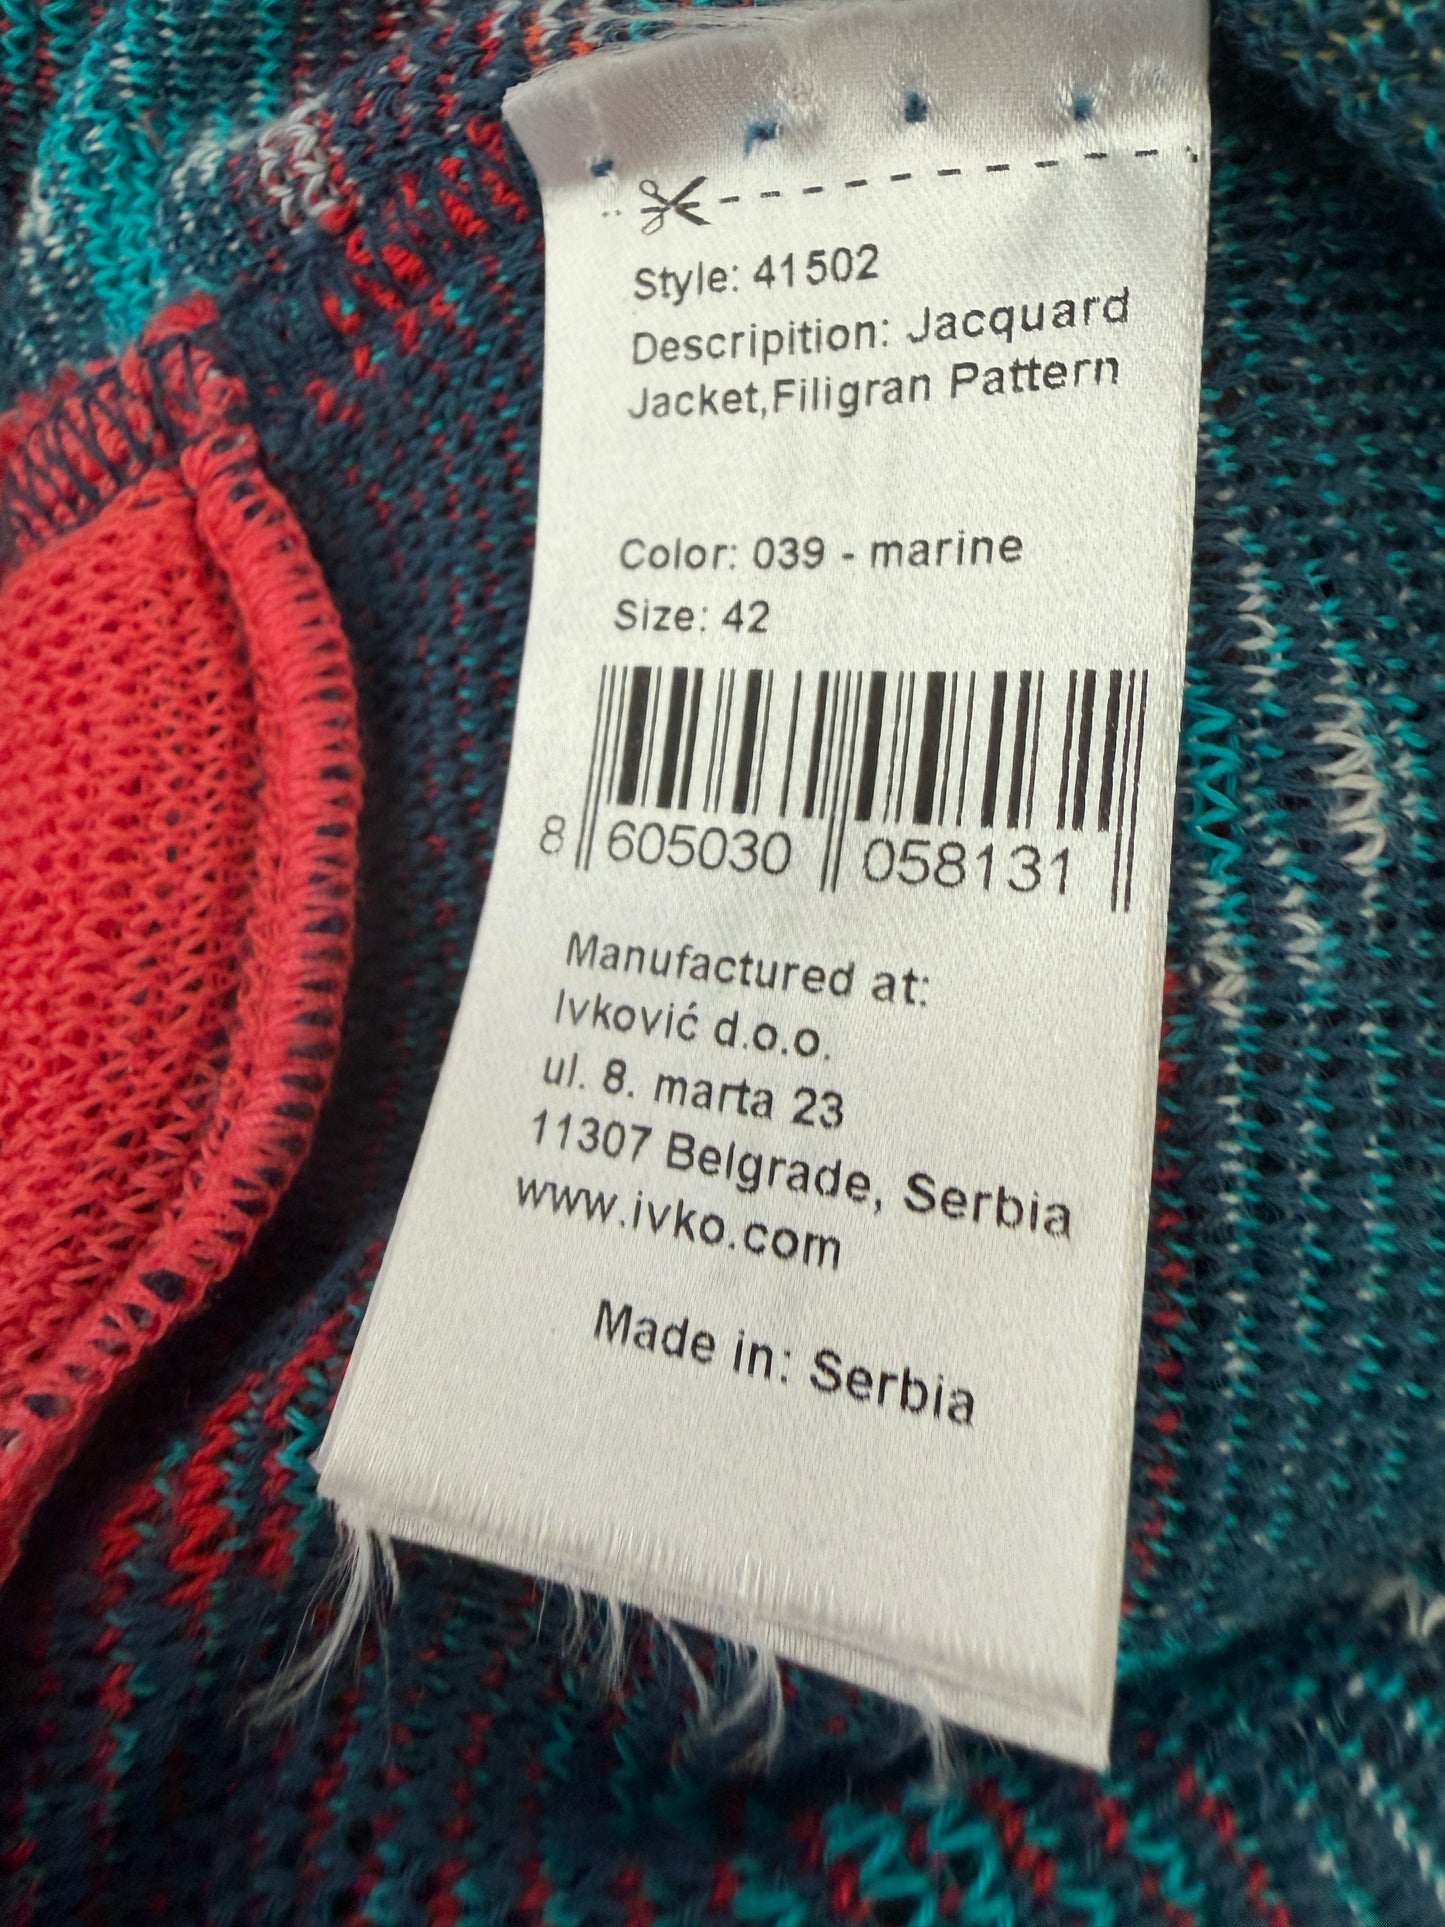 Style: 41502
Descripition: Jacquard
Jacket,Filigran Pattern
Color: 039 - marine
Size: 42
8 605030 058131
Manufactured at:
Ivković d.o.o.
ul. 8. marta 23
11307 Belgrade, Serbia
www.ivko.com
Made in: Serbia